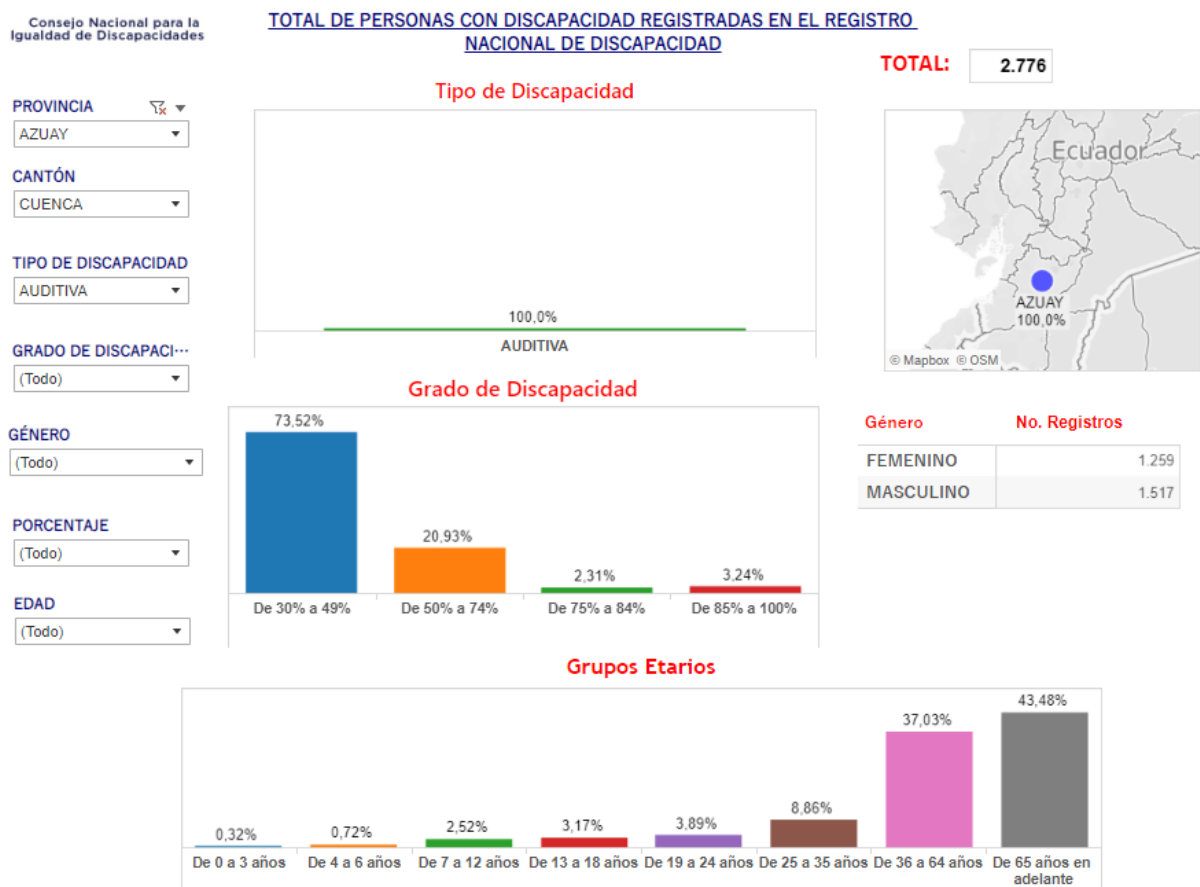 Consejo Nacional para la
Igualdad de Discapacidades
TOTAL DE PERSONAS CON DISCAPACIDAD REGISTRADAS EN EL REGISTRO
NACIONAL DE DISCAPACIDAD
TOTAL:
2.776
PROVINCIA
AZUAY
CANTÓN
CUENCA
TIPO DE DISCAPACIDAD
AUDITIVA
GRADO DE DISCAPACI···
(Todo)
GÉNERO
(Todo)
PORCENTAJE
(Todo)
EDAD
(Todo)
Tipo de Discapacidad
100,0%
AUDITIVA
Ecuador
AZUAY
100,0%
© Mapbox © OSM
Grado de Discapacidad
73,52%
20,93%
2,31%
3,24%
De 30% a 49%
De 50% a 74%
De 75% a 84%
De 85% a 100%
Género
No. Registros
FEMENINO
1.259
MASCULINO
1.517
Grupos Etarios
0,32%
0,72%
2,52%
3,17%
3,89%
8,86%
37,03%
43,48%
De 0 a 3 años
De 4 a 6 años
De 7 a 12 años
De 13 a 18 años
De 19 a 24 años
De 25 a 35 años
De 36 a 64 años
De 65 años en
adelante